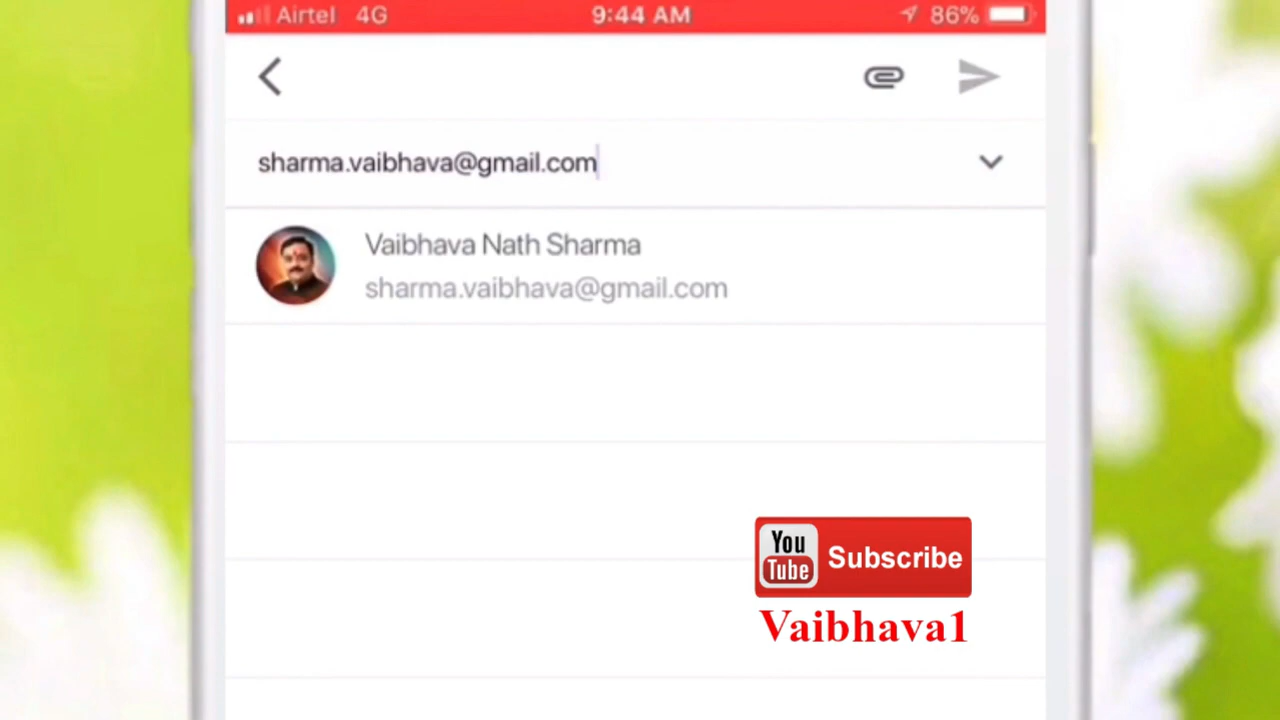 Airtel 4G 9:44 AM 86%
sharma.vaibhava@gmail.com
Vaibhava Nath Sharma
sharma.vaibhava@gmail.com
You
Tube
Subscribe
Vaibhava1